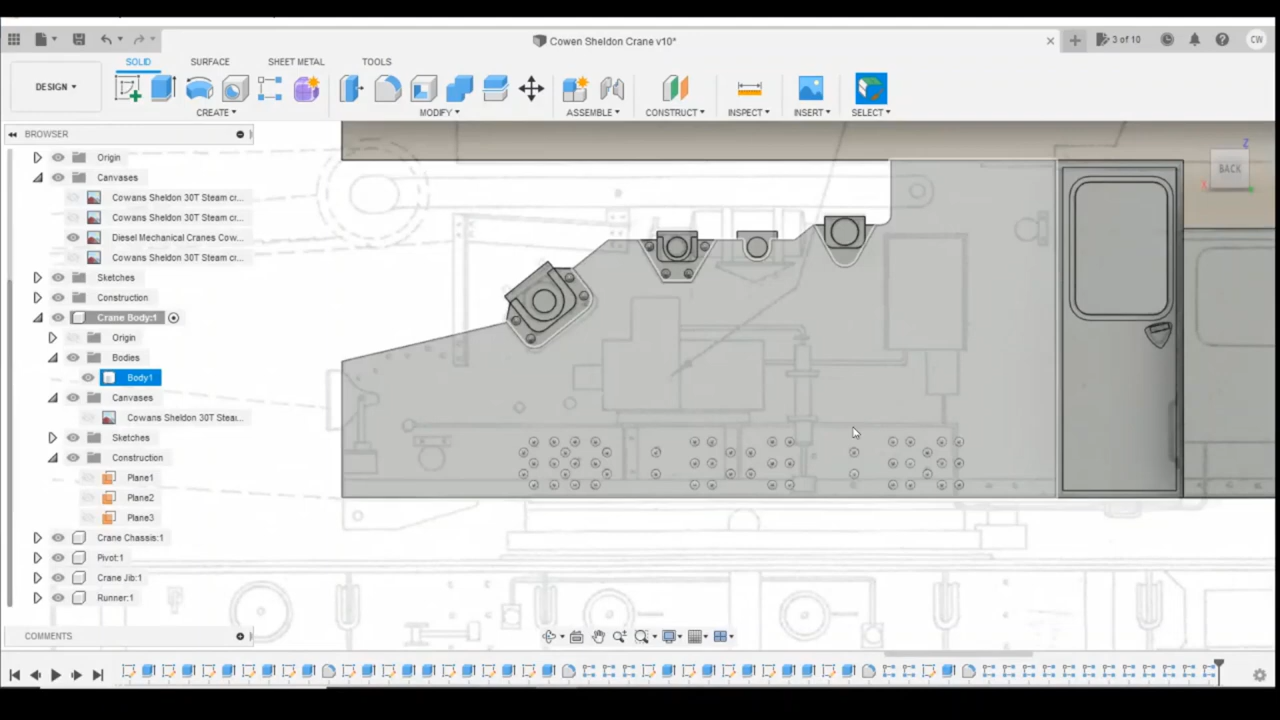 Cowen Sheldon Crane v10*
3 of 10
CW
DESIGN
SOLID
SURFACE
SHEET METAL
TOOLS
CREATE
MODIFY
ASSEMBLE
CONSTRUCT
INSPECT
INSERT
SELECT
BROWSER
Origin
Canvases
Cowans Sheldon 30T Steam cr...
Cowans Sheldon 30T Steam cr...
Diesel Mechanical Cranes Cow...
Cowans Sheldon 30T Steam cr...
Sketches
Construction
Crane Body:1
Origin
Bodies
Body1
Canvases
Cowans Sheldon 30T Stea...
Sketches
Construction
Plane1
Plane2
Plane3
Crane Chassis:1
Pivot:1
Crane Jib:1
Runner:1
COMMENTS
Z
BACK
X